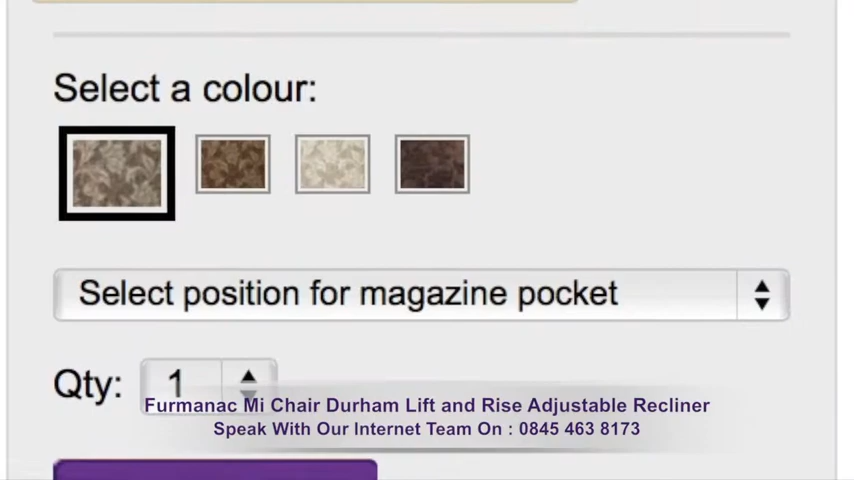 Select a colour:
Select position for magazine pocket
Qty: 1
Furmanac Mi Chair Durham Lift and Rise Adjustable Recliner
Speak With Our Internet Team On : 0845 463 8173